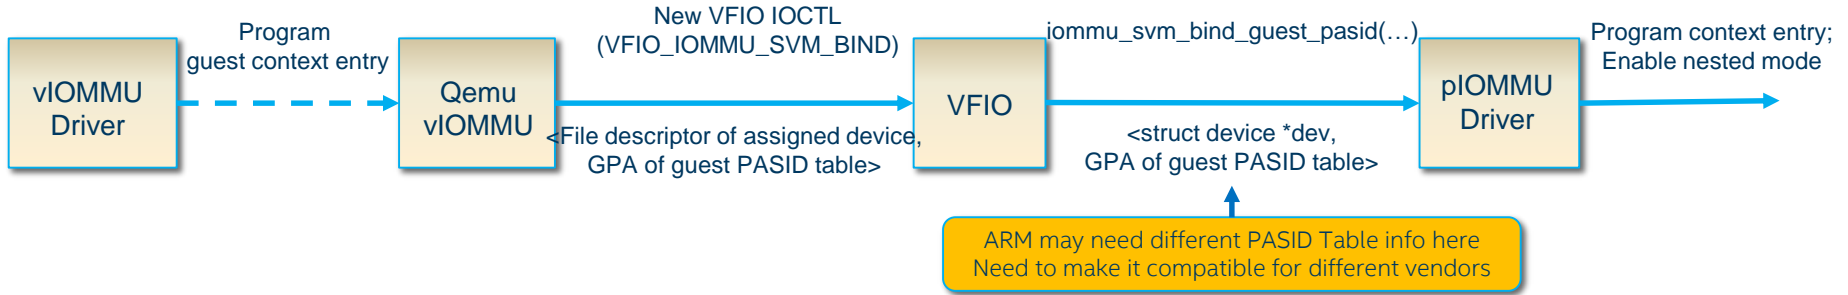 vIOMMU
Driver
Program
guest context entry
Qemu
vIOMMU
New VFIO IOCTL
(VFIO_IOMMU_SVM_BIND)
<File descriptor of assigned device,
GPA of guest PASID table>
VFIO
iommu_svm_bind_guest_pasid(…)
<struct device *dev,
GPA of guest PASID table>
pIOMMU
Driver
Program context entry;
Enable nested mode
ARM may need different PASID Table info here
Need to make it compatible for different vendors